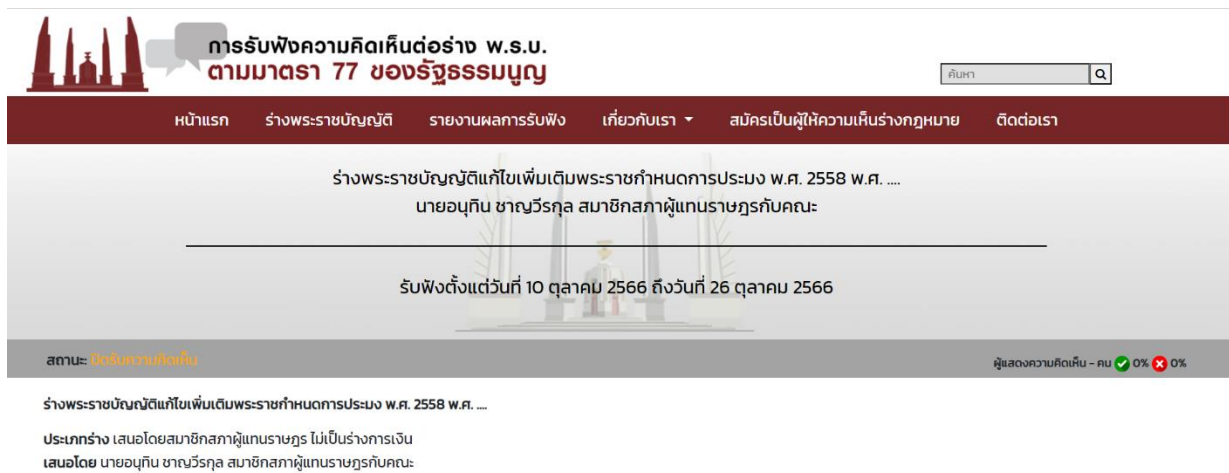 การรับฟังความคิดเห็นต่อร่าง พ.ร.บ.
ตามมาตรา 77 ของรัฐธรรมนูญ
ค้นหา
หน้าแรก ร่างพระราชบัญญัติ รายงานผลการรับฟัง เกี่ยวกับเรา สมัครเป็นผู้ให้ความเห็นร่างกฎหมาย ติดต่อเรา
ร่างพระราชบัญญัติแก้ไขเพิ่มเติมพระราชกำหนดการประมง พ.ศ. 2558 พ.ศ. ....
นายอนุทิน ชาญวีรกุล สมาชิกสภาผู้แทนราษฎรกับคณะ
รับฟังตั้งแต่วันที่ 10 ตุลาคม 2566 ถึงวันที่ 26 ตุลาคม 2566
สถานะ: ปิดรับความคิดเห็น ผู้แสดงความคิดเห็น - คน 0% 0%
ร่างพระราชบัญญัติแก้ไขเพิ่มเติมพระราชกำหนดการประมง พ.ศ. 2558 พ.ศ. ....
ประเภทร่าง เสนอโดยสมาชิกสภาผู้แทนราษฎร ไม่เป็นร่างการเงิน
เสนอโดย นายอนุทิน ชาญวีรกุล สมาชิกสภาผู้แทนราษฎรกับคณะ